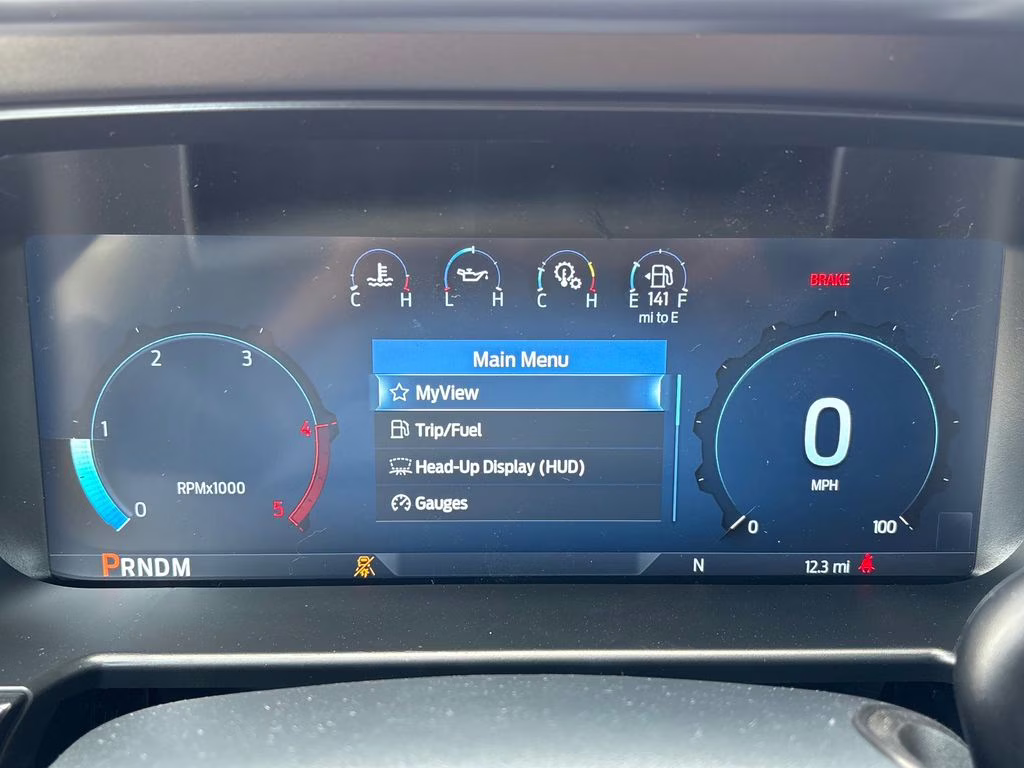 C H
L H
C H
E 141 F
mi to E
BRAKE
Main Menu
MyView
Trip/Fuel
Head-Up Display (HUD)
Gauges
0 1 2 3 4 5
RPMx1000
0
MPH
0 100
PRNDM
N
12.3 mi